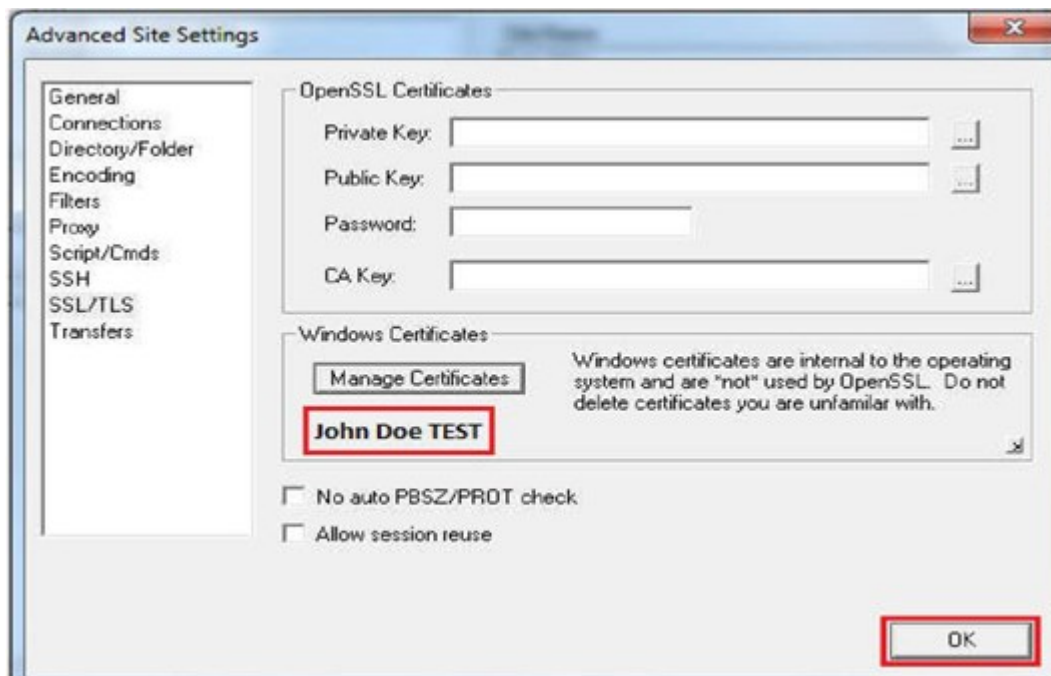 Advanced Site Settings
General
Connections
Directory/Folder
Encoding
Filters
Proxy
Script/Cmds
SSH
SSL/TLS
Transfers
OpenSSL Certificates
Private Key:
...
Public Key:
...
Password:
CA Key:
...
Windows Certificates
Manage Certificates
John Doe TEST
Windows certificates are internal to the operating
system and are "not" used by OpenSSL. Do not
delete certificates you are unfamilar with.
No auto PBSZ/PROT check
Allow session reuse
OK